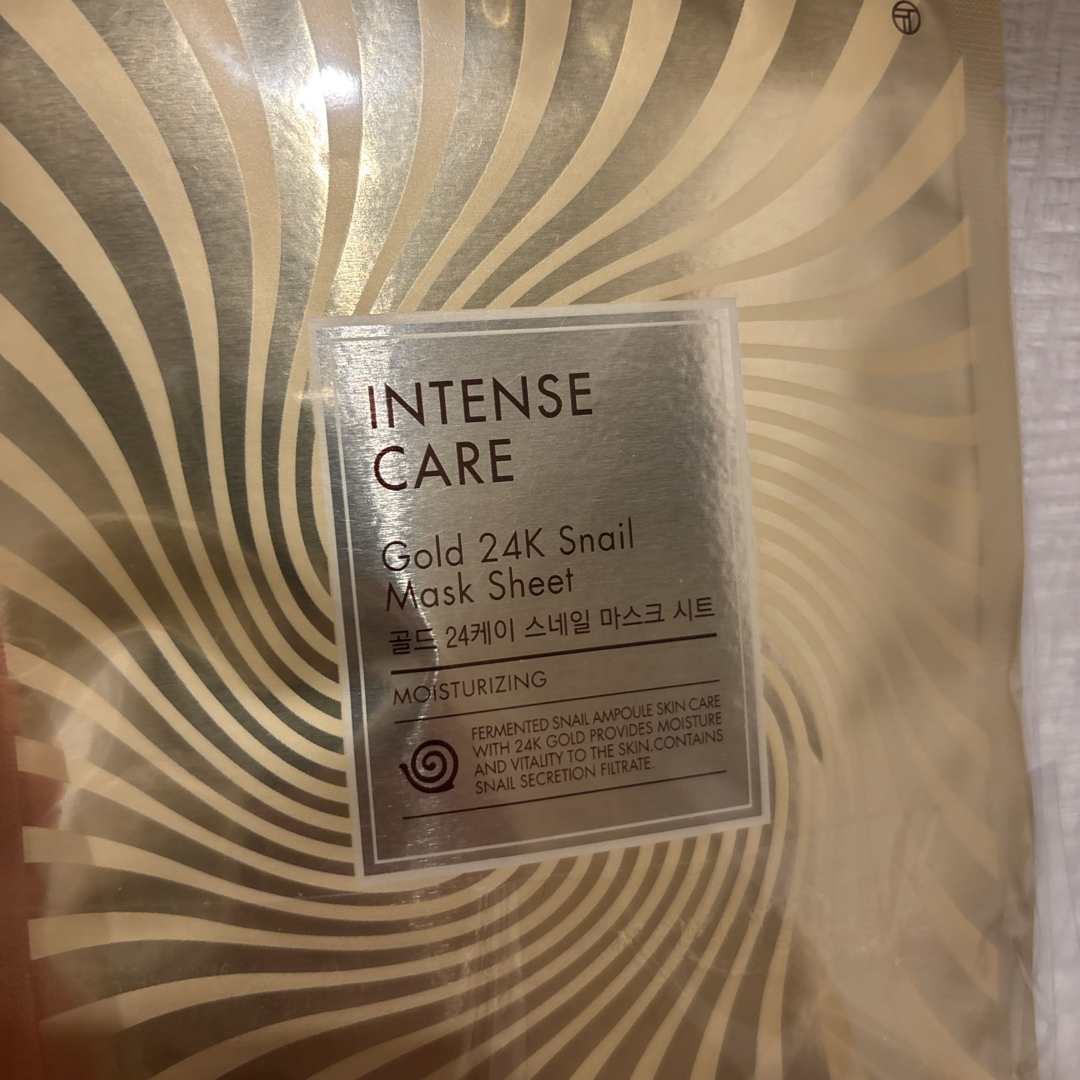 INTENSE
CARE
Gold 24K Snail
Mask Sheet
골드 24케이 스네일 마스크 시트
MOISTURIZING
FERMENTED SNAIL AMPOULE SKIN CARE
WITH 24K GOLD PROVIDES MOISTURE
AND VITALITY TO THE SKIN.CONTAINS
SNAIL SECRETION FILTRATE.